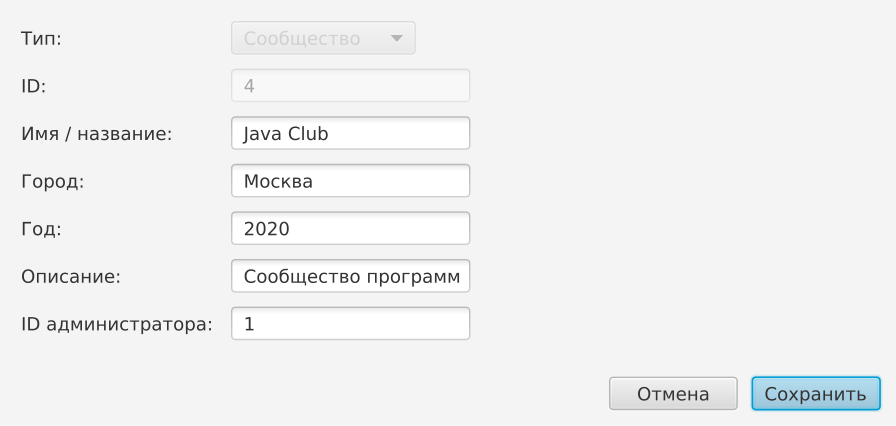 Тип: Сообщество
ID: 4
Имя / название: Java Club
Город: Москва
Год: 2020
Описание: Сообщество программ
ID администратора: 1
Отмена Сохранить